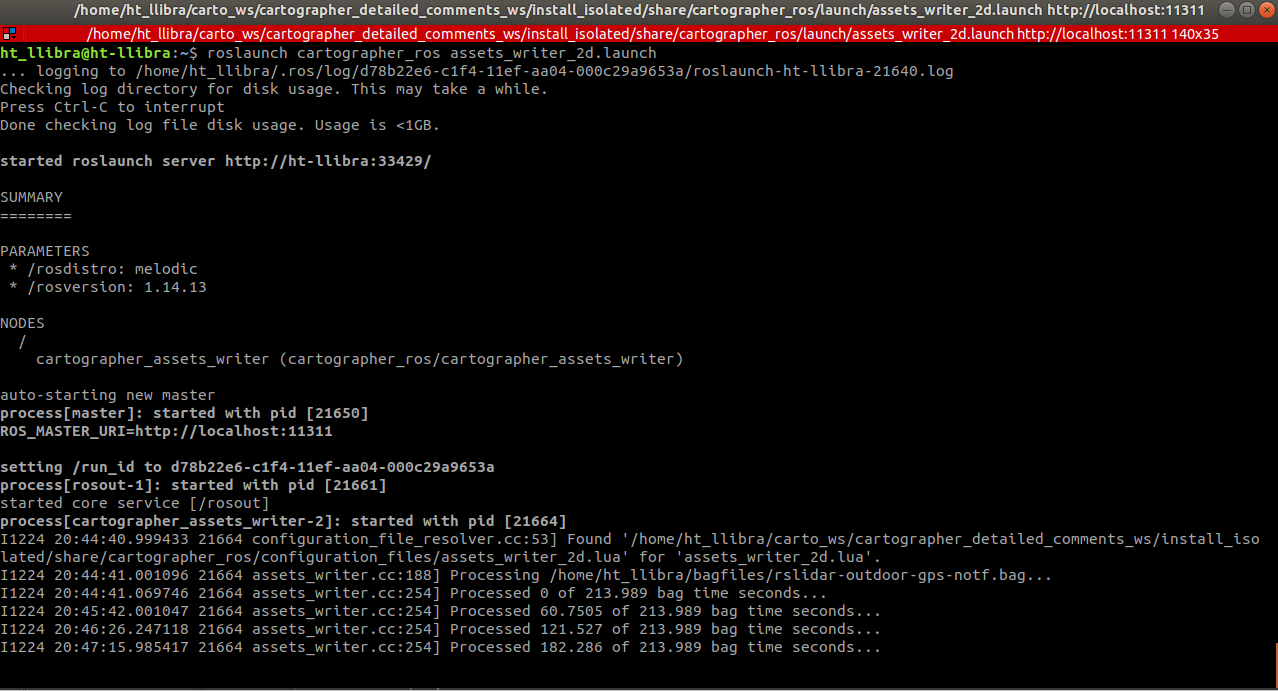 /home/ht_llibra/carto_ws/cartographer_detailed_comments_ws/install_isolated/share/cartographer_ros/launch/assets_writer_2d.launch http://localhost:11311
/home/ht_llibra/carto_ws/cartographer_detailed_comments_ws/install_isolated/share/cartographer_ros/launch/assets_writer_2d.launch http://localhost:11311 140x35
ht_llibra@ht-llibra:~$ roslaunch cartographer_ros assets_writer_2d.launch
... logging to /home/ht_llibra/.ros/log/d78b22e6-c1f4-11ef-aa04-000c29a9653a/roslaunch-ht-llibra-21640.log
Checking log directory for disk usage. This may take a while.
Press Ctrl-C to interrupt
Done checking log file disk usage. Usage is <1GB.
started roslaunch server http://ht-llibra:33429/
SUMMARY
========
PARAMETERS
* /rosdistro: melodic
* /rosversion: 1.14.13
NODES
/
cartographer_assets_writer (cartographer_ros/cartographer_assets_writer)
auto-starting new master
process[master]: started with pid [21650]
ROS_MASTER_URI=http://localhost:11311
setting /run_id to d78b22e6-c1f4-11ef-aa04-000c29a9653a
process[rosout-1]: started with pid [21661]
started core service [/rosout]
process[cartographer_assets_writer-2]: started with pid [21664]
I1224 20:44:40.999433 21664 configuration_file_resolver.cc:53] Found '/home/ht_llibra/carto_ws/cartographer_detailed_comments_ws/install_iso
lated/share/cartographer_ros/configuration_files/assets_writer_2d.lua' for 'assets_writer_2d.lua'.
I1224 20:44:41.001096 21664 assets_writer.cc:188] Processing /home/ht_llibra/bagfiles/rslidar-outdoor-gps-notf.bag...
I1224 20:44:41.069746 21664 assets_writer.cc:254] Processed 0 of 213.989 bag time seconds...
I1224 20:45:42.001047 21664 assets_writer.cc:254] Processed 60.7505 of 213.989 bag time seconds...
I1224 20:46:26.247118 21664 assets_writer.cc:254] Processed 121.527 of 213.989 bag time seconds...
I1224 20:47:15.985417 21664 assets_writer.cc:254] Processed 182.286 of 213.989 bag time seconds...